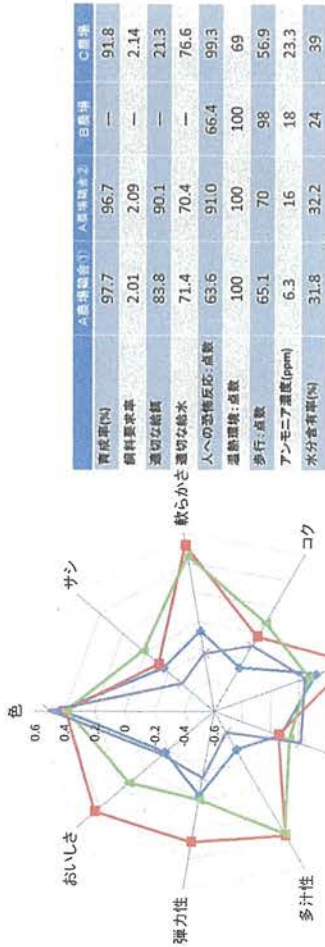 色
0.6
0.4
0.2
0
-0.2
-0.4
-0.6
サシ
軟らかさ
コク
多汁性
弾力性
おいしさ
A農場鶏舎① A農場鶏舎② B農場 C農場
育成率(%) 97.7 96.7 — 91.8
飼料要求率 2.01 2.09 — 2.14
適切な給餌 83.8 90.1 — 21.3
適切な給水 71.4 70.4 — 76.6
人への恐怖反応:点数 63.6 91.0 66.4 99.3
温熱環境:点数 100 100 100 69
歩行:点数 65.1 70 98 56.9
アンモニア濃度(ppm) 6.3 16 18 23.3
水分含有率(%) 31.8 32.2 24 39